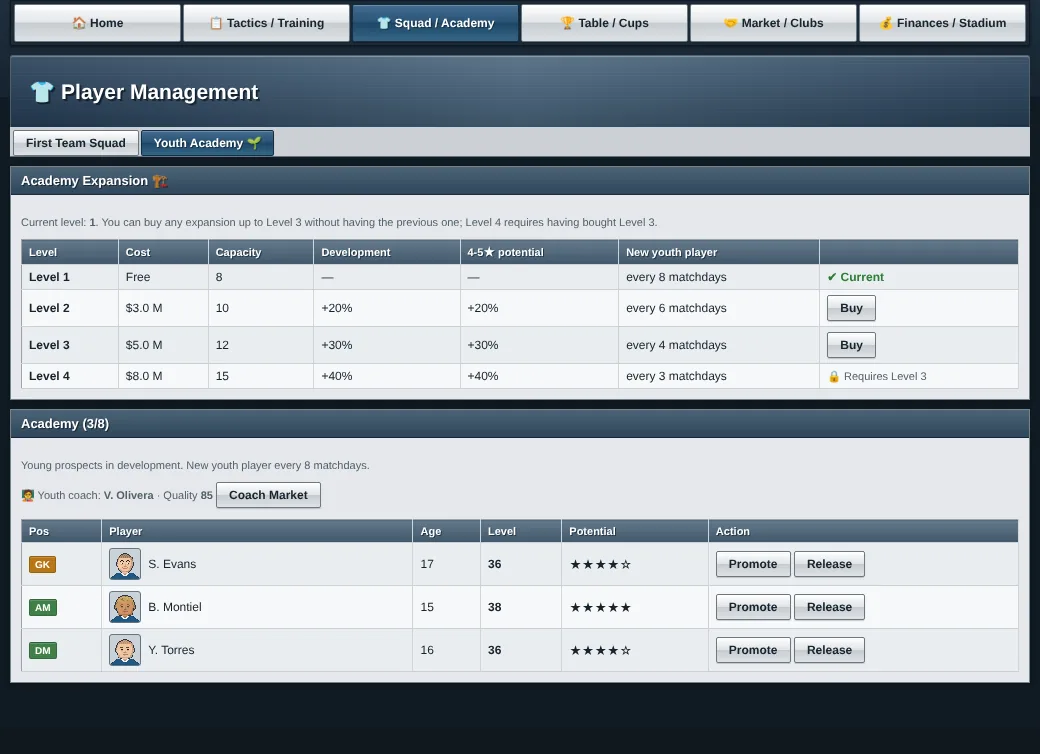 🏠 Home 📋 Tactics / Training 👕 Squad / Academy 🏆 Table / Cups 🤝 Market / Clubs 💰 Finances / Stadium
👕 Player Management
First Team Squad Youth Academy 🌱
Academy Expansion 🏗️
Current level: 1. You can buy any expansion up to Level 3 without having the previous one; Level 4 requires having bought Level 3.
Level Cost Capacity Development 4-5★ potential New youth player
Level 1 Free 8 — — every 8 matchdays ✔ Current
Level 2 $3.0 M 10 +20% +20% every 6 matchdays Buy
Level 3 $5.0 M 12 +30% +30% every 4 matchdays Buy
Level 4 $8.0 M 15 +40% +40% every 3 matchdays 🔒 Requires Level 3
Academy (3/8)
Young prospects in development. New youth player every 8 matchdays.
🧑‍🏫 Youth coach: V. Olivera · Quality 85 Coach Market
Pos Player Age Level Potential Action
GK S. Evans 17 36 ★★★★☆ Promote Release
AM B. Montiel 15 38 ★★★★★ Promote Release
DM Y. Torres 16 36 ★★★★☆ Promote Release